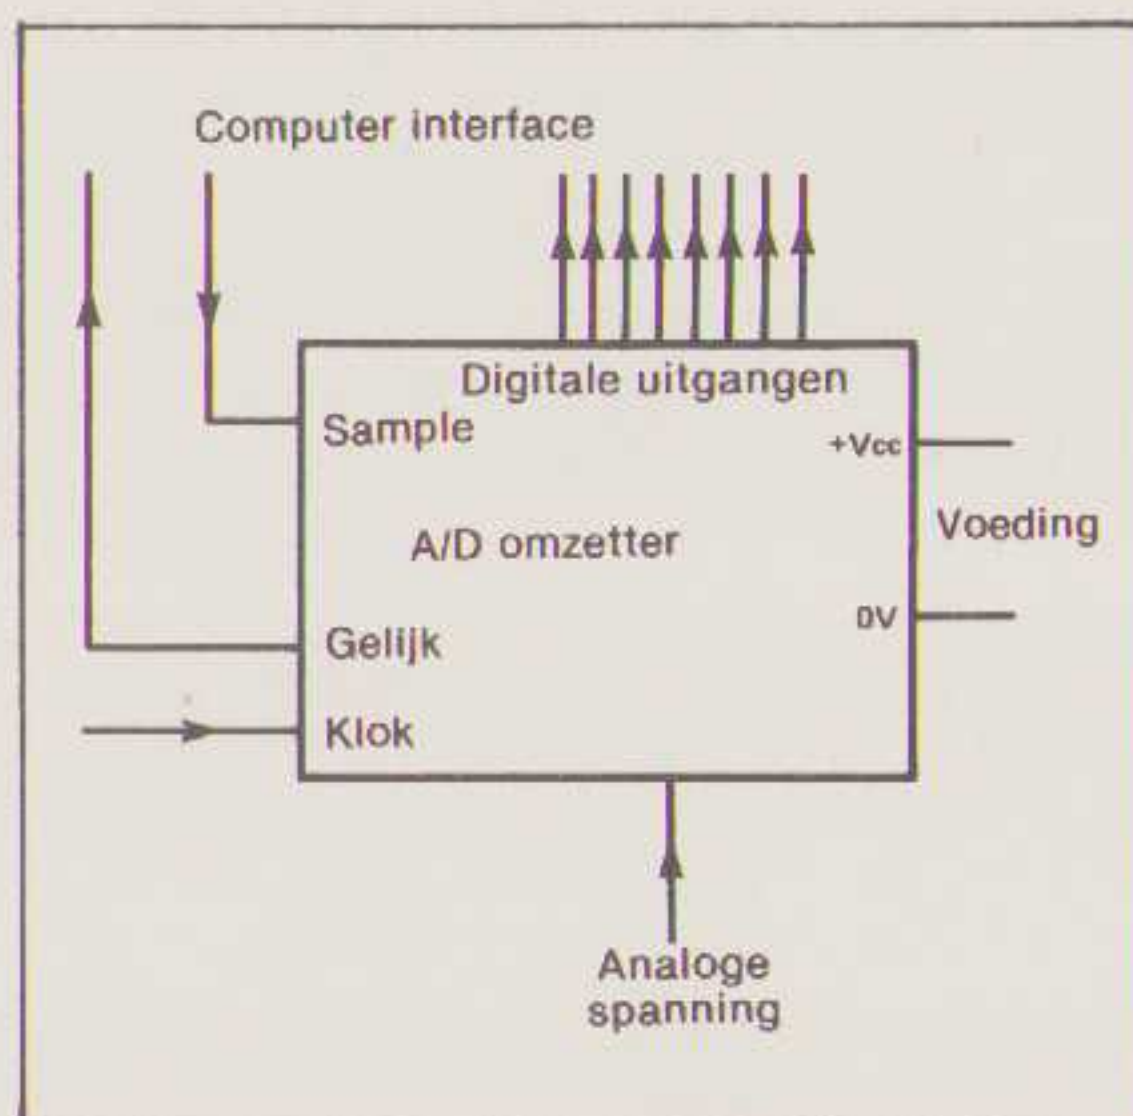 Computer interface
Digitale uitgangen
Sample
+Vcc
Voeding
A/D omzetter
0V
Gelijk
Klok
Analoge
spanning